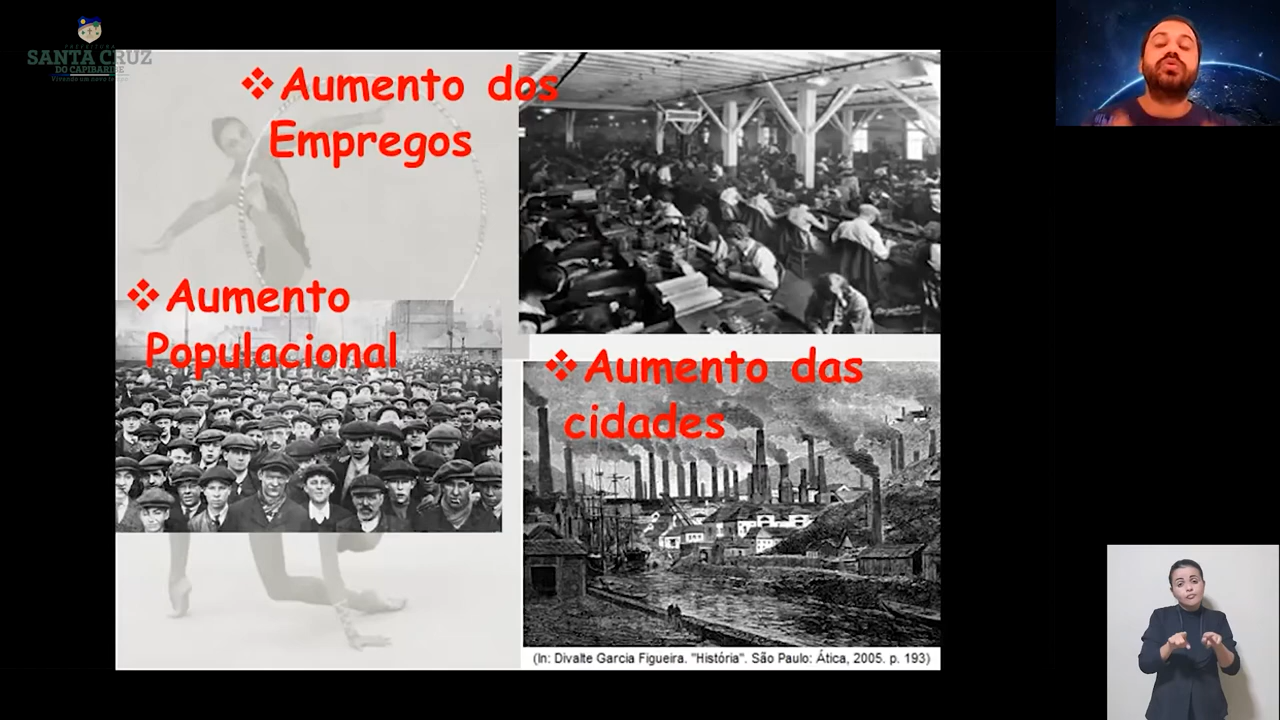 PREFEITURA
SANTA CRUZ
DO CAPIBARIBE
❖Aumento dos
Empregos
❖Aumento
Populacional
❖Aumento das
cidades
(In: Divalte Garcia Figueira. "História". São Paulo: Ática, 2005. p. 193)